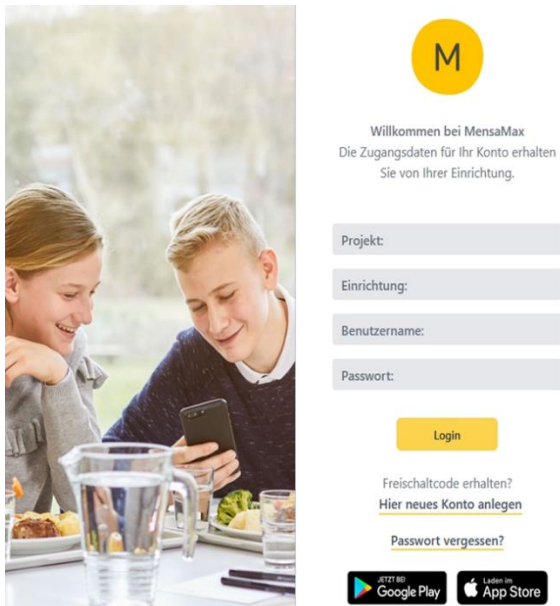 M
Willkommen bei MensaMax
Die Zugangsdaten für Ihr Konto erhalten
Sie von Ihrer Einrichtung.
Projekt:
Einrichtung:
Benutzername:
Passwort:
Login
Freischaltcode erhalten?
Hier neues Konto anlegen
Passwort vergessen?
JETZT BEI
Google Play
Laden im
App Store